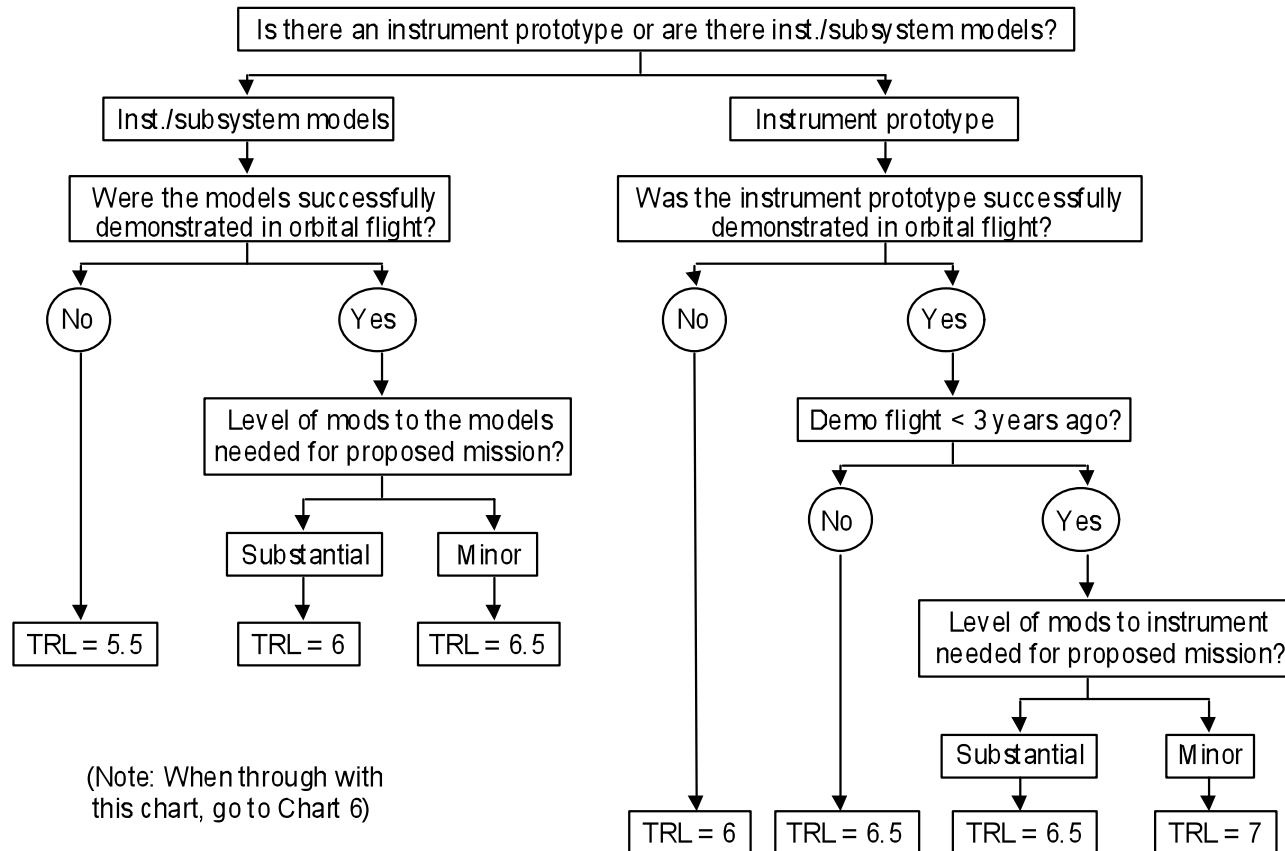 Is there an instrument prototype or are there inst./subsystem models?
Inst./subsystem models
Instrument prototype
Were the models successfully
demonstrated in orbital flight?
Was the instrument prototype successfully
demonstrated in orbital flight?
No
Yes
No
Yes
Level of mods to the models
needed for proposed mission?
Demo flight < 3 years ago?
No
Yes
Substantial
Minor
TRL = 5.5
TRL = 6
TRL = 6.5
Level of mods to instrument
needed for proposed mission?
Substantial
Minor
(Note: When through with
this chart, go to Chart 6)
TRL = 6
TRL = 6.5
TRL = 6.5
TRL = 7